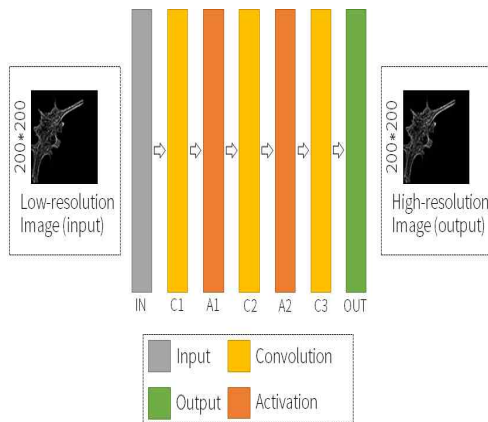 200*200
Low-resolution
Image (input)
IN
C1
A1
C2
A2
C3
OUT
200*200
High-resolution
Image (output)
Input
Convolution
Output
Activation